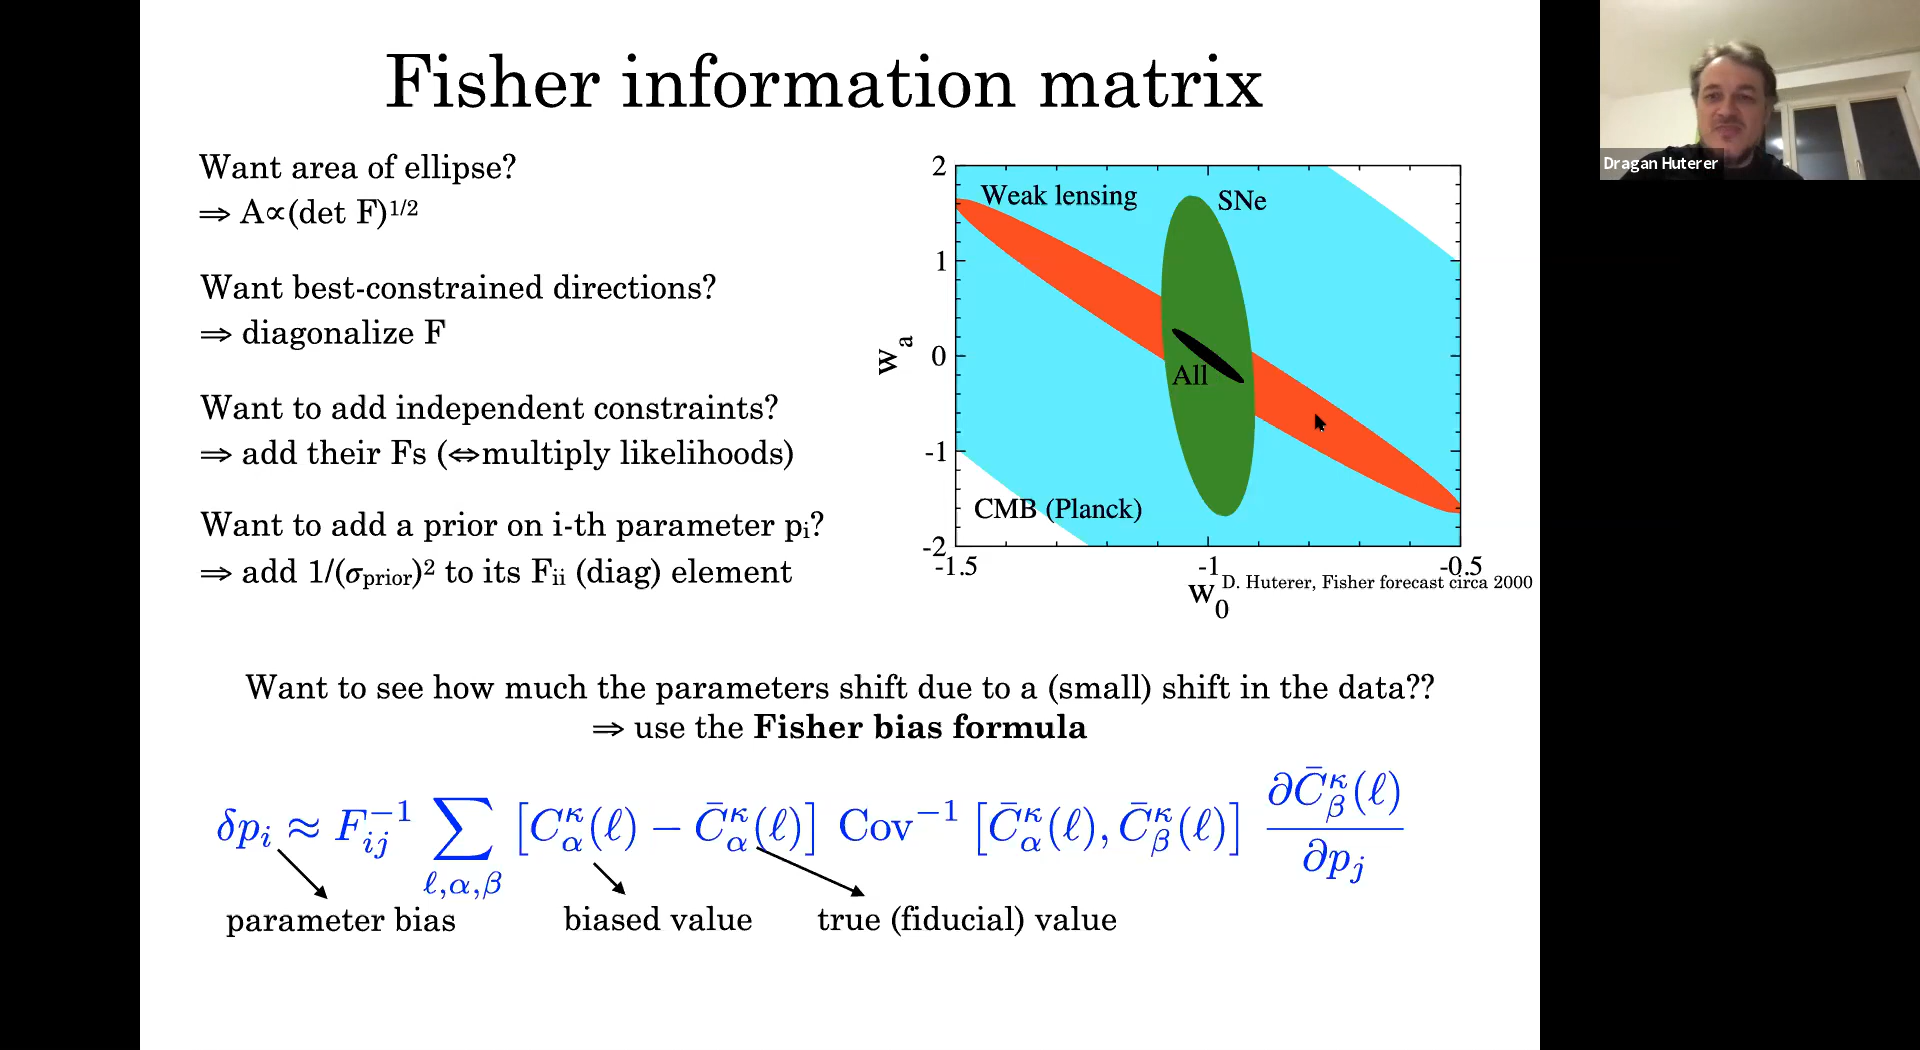 Fisher information matrix
Want area of ellipse?
⇒ A∝(det F)^{1/2}
Want best-constrained directions?
⇒ diagonalize F
Want to add independent constraints?
⇒ add their Fs (⇔multiply likelihoods)
Want to add a prior on i-th parameter p_i?
⇒ add 1/(σ_{prior})^2 to its F_{ii} (diag) element
2
1
0
-1
-2
w_a
Weak lensing
SNe
All
CMB (Planck)
-1.5
-1
-0.5
w_0
D. Huterer, Fisher forecast circa 2000
Dragan Huterer
Want to see how much the parameters shift due to a (small) shift in the data??
⇒ use the Fisher bias formula
δp_i ≈ F_{ij}^{-1} ∑_{ℓ,α,β} [C_α^κ(ℓ) − C̄_α^κ(ℓ)] Cov^{-1} [C̄_α^κ(ℓ), C̄_β^κ(ℓ)] ∂C̄_β^κ(ℓ)/∂p_j
parameter bias
biased value
true (fiducial) value